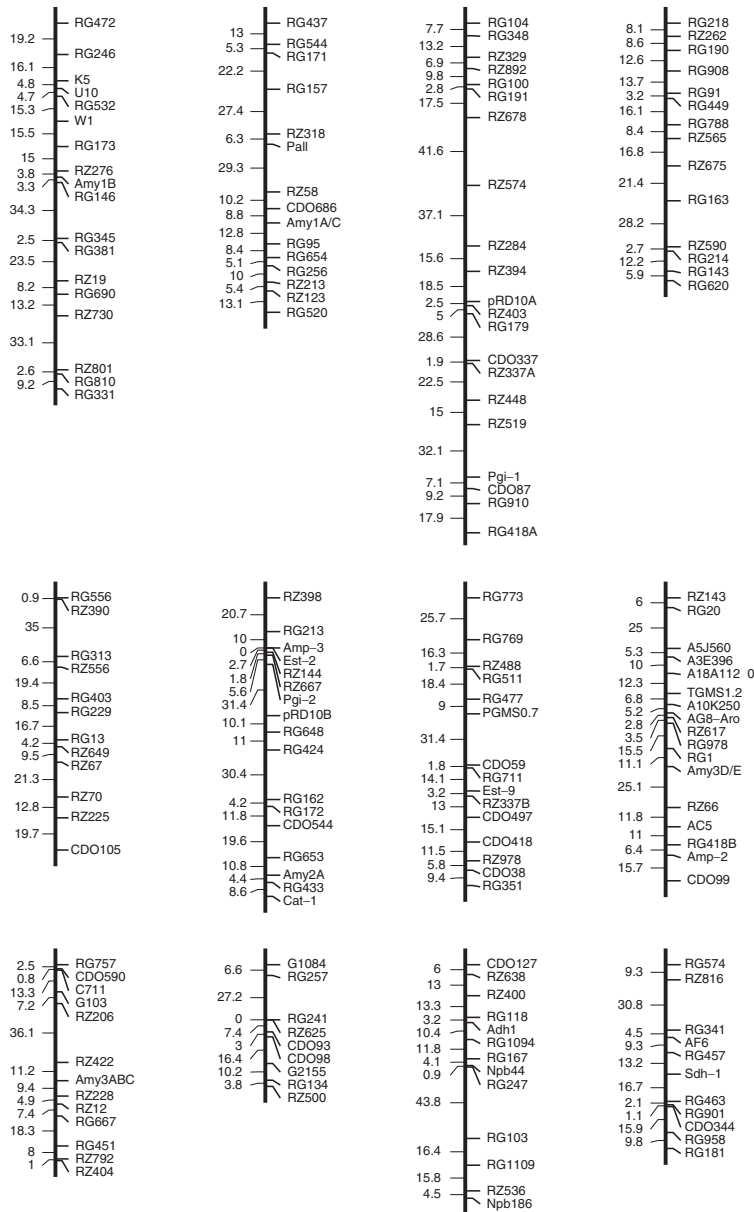 RG472
19.2
RG246
16.1
K5
4.8
U10
4.7
RG532
15.3
W1
15.5
RG173
15
RZ276
3.8
Amy1B
3.3
RG146
34.3
RG345
2.5
RG381
23.5
RZ19
8.2
RG690
13.2
RZ730
33.1
RZ801
2.6
RG810
9.2
RG331
RG437
13
RG544
5.3
RG171
22.2
RG157
27.4
RZ318
6.3
Pall
29.3
RZ58
10.2
CDO686
8.8
Amy1A/C
12.8
RG95
8.4
RG654
5.1
RG256
10
RZ213
5.4
RZ123
13.1
RG520
RG104
7.7
RG348
13.2
RZ329
6.9
RZ892
9.8
RG100
2.8
RG191
17.5
RZ678
41.6
RZ574
37.1
RZ284
15.6
RZ394
18.5
pRD10A
2.5
RZ403
5
RG179
28.6
CDO337
1.9
RZ337A
22.5
RZ448
15
RZ519
32.1
Pgi−1
7.1
CDO87
9.2
RG910
17.9
RG418A
RG218
8.1
RZ262
8.6
RG190
12.6
RG908
13.7
RG91
3.2
RG449
16.1
RG788
8.4
RZ565
16.8
RZ675
21.4
RG163
28.2
RZ590
2.7
RG214
12.2
RG143
5.9
RG620
RG556
0.9
RZ390
35
RG313
6.6
RZ556
19.4
RG403
8.5
RG229
16.7
RG13
4.2
RZ649
9.5
RZ67
21.3
RZ70
12.8
RZ225
19.7
CDO105
RZ398
20.7
RG213
10
Amp−3
0
Est−2
2.7
RZ144
1.8
RZ667
5.6
Pgi−2
31.4
pRD10B
10.1
RG648
11
RG424
30.4
RG162
4.2
RG172
11.8
CDO544
19.6
RG653
10.8
Amy2A
4.4
RG433
8.6
Cat−1
RG773
25.7
RG769
16.3
RZ488
1.7
RG511
18.4
RG477
9
PGMS0.7
31.4
CDO59
1.8
RG711
14.1
Est−9
3.2
RZ337B
13
CDO497
15.1
CDO418
11.5
RZ978
5.8
CDO38
9.4
RG351
RZ143
6
RG20
25
A5J560
5.3
A3E396
10
A18A112 0
12.3
TGMS1.2
6.8
A10K250
5.2
AG8−Aro
2.8
RZ617
3.5
RG978
15.5
RG1
11.1
Amy3D/E
25.1
RZ66
11.8
AC5
11
RG418B
6.4
Amp−2
15.7
CDO99
RG757
2.5
CDO590
0.8
C711
13.3
G103
7.2
RZ206
36.1
RZ422
11.2
Amy3ABC
9.4
RZ228
4.9
RZ12
7.4
RG667
18.3
RG451
8
RZ792
1
RZ404
G1084
6.6
RG257
27.2
RG241
0
RZ625
7.4
CDO93
3
CDO98
16.4
G2155
10.2
RG134
3.8
RZ500
CDO127
6
RZ638
13
RZ400
13.3
RG118
3.2
Adh1
10.4
RG1094
11.8
RG167
4.1
Npb44
0.9
RG247
43.8
RG103
16.4
RG1109
15.8
RZ536
4.5
Npb186
RG574
9.3
RZ816
30.8
RG341
4.5
AF6
9.3
RG457
13.2
Sdh−1
16.7
RG463
2.1
RG901
1.1
CDO344
15.9
RG958
9.8
RG181